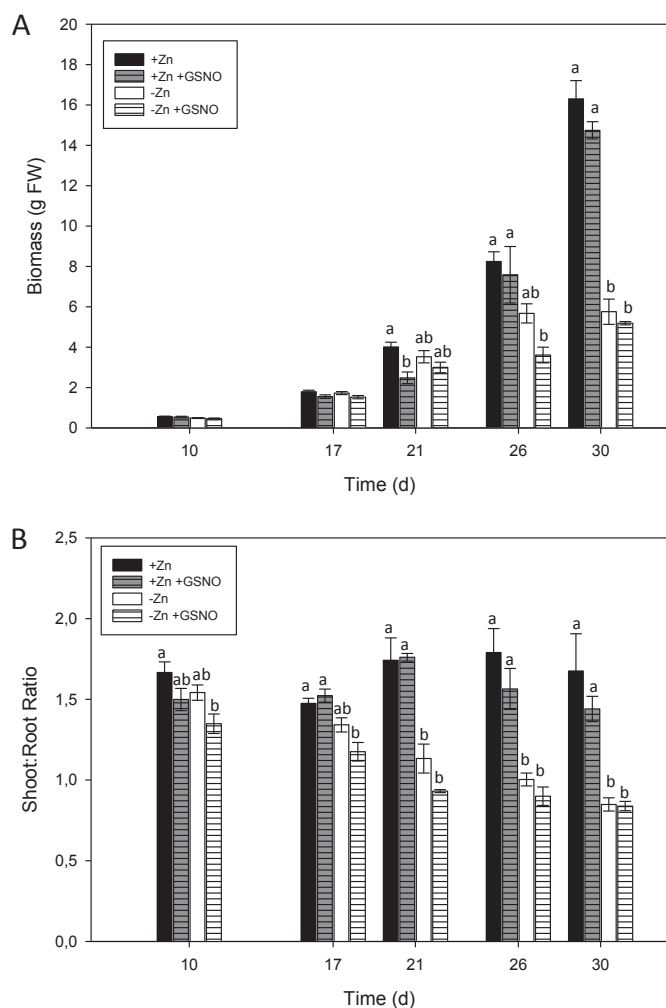 A
20
18
16
14
12
10
8
6
4
2
0
Biomass (g FW)
+Zn
+Zn +GSNO
-Zn
-Zn +GSNO
a b ab ab
a a ab b
a a b b
10 17 21 26 30
Time (d)
B
2,5
2,0
1,5
1,0
0,5
0,0
Shoot:Root Ratio
+Zn
+Zn +GSNO
-Zn
-Zn +GSNO
a ab ab b
a a ab b
a a b b
a a b b
a a b b
10 17 21 26 30
Time (d)